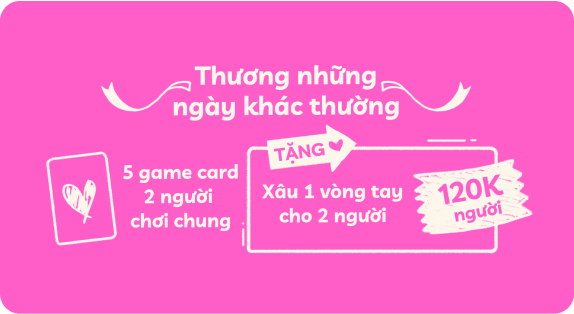 Thương những
ngày khác thường
5 game card
2 người
chơi chung
TẶNG
Xâu 1 vòng tay
cho 2 người
120K
người